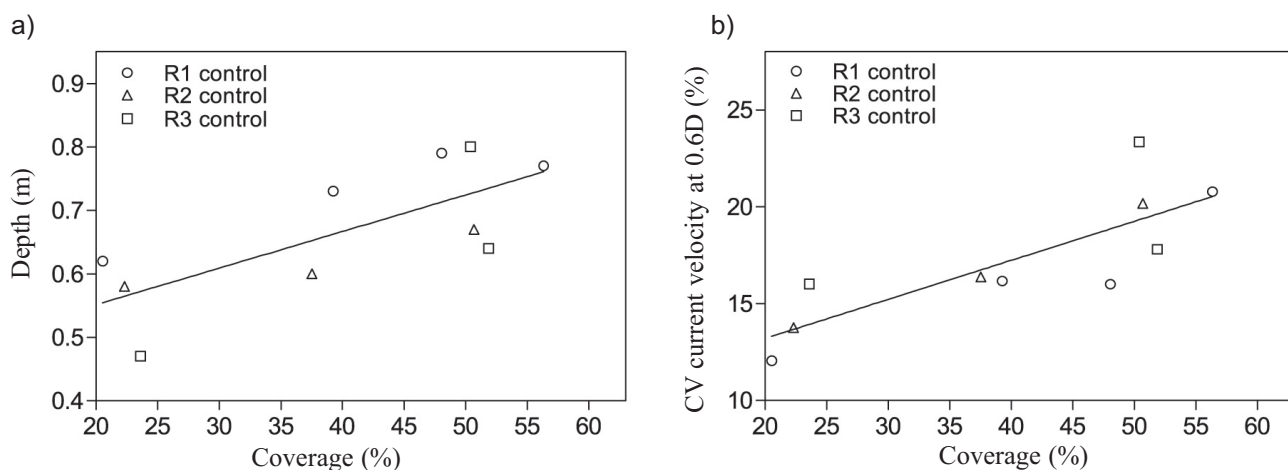 a)
R1 control
R2 control
R3 control
Depth (m)
0.9
0.8
0.7
0.6
0.5
0.4
20 25 30 35 40 45 50 55 60
Coverage (%)
b)
R1 control
R2 control
R3 control
CV current velocity at 0.6D (%)
25
20
15
10
20 25 30 35 40 45 50 55 60
Coverage (%)